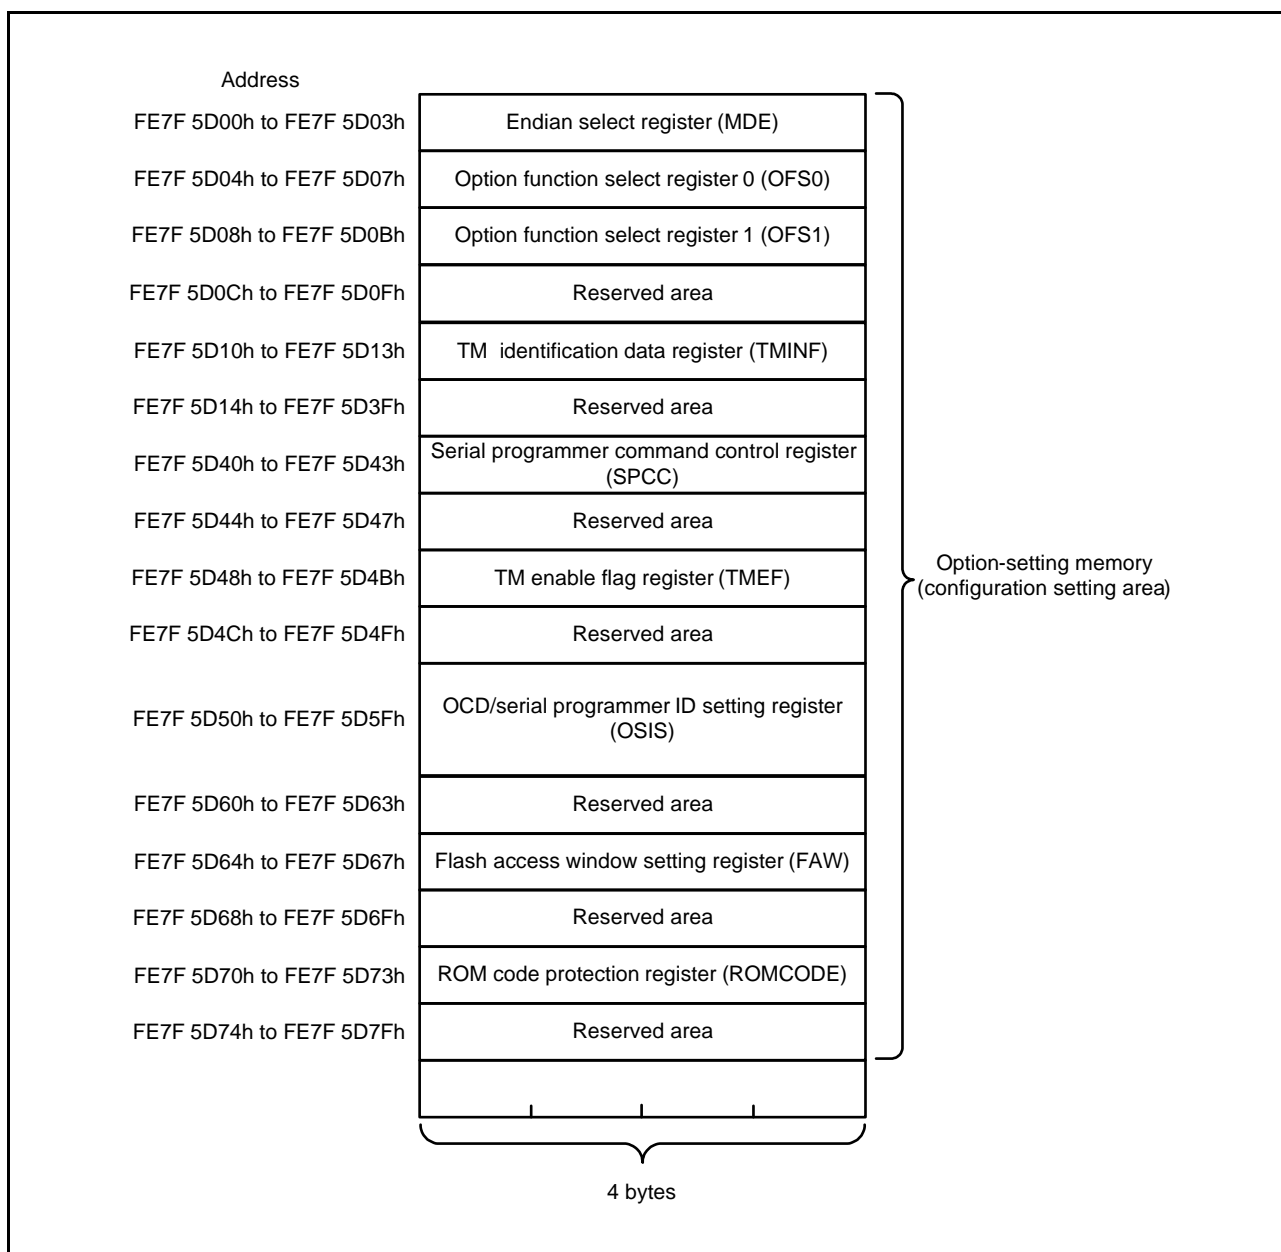 Address
FE7F 5D00h to FE7F 5D03h Endian select register (MDE)
FE7F 5D04h to FE7F 5D07h Option function select register 0 (OFS0)
FE7F 5D08h to FE7F 5D0Bh Option function select register 1 (OFS1)
FE7F 5D0Ch to FE7F 5D0Fh Reserved area
FE7F 5D10h to FE7F 5D13h TM identification data register (TMINF)
FE7F 5D14h to FE7F 5D3Fh Reserved area
FE7F 5D40h to FE7F 5D43h Serial programmer command control register
(SPCC)
FE7F 5D44h to FE7F 5D47h Reserved area
FE7F 5D48h to FE7F 5D4Bh TM enable flag register (TMEF)
FE7F 5D4Ch to FE7F 5D4Fh Reserved area
FE7F 5D50h to FE7F 5D5Fh OCD/serial programmer ID setting register
(OSIS)
FE7F 5D60h to FE7F 5D63h Reserved area
FE7F 5D64h to FE7F 5D67h Flash access window setting register (FAW)
FE7F 5D68h to FE7F 5D6Fh Reserved area
FE7F 5D70h to FE7F 5D73h ROM code protection register (ROMCODE)
FE7F 5D74h to FE7F 5D7Fh Reserved area
Option-setting memory
(configuration setting area)
4 bytes